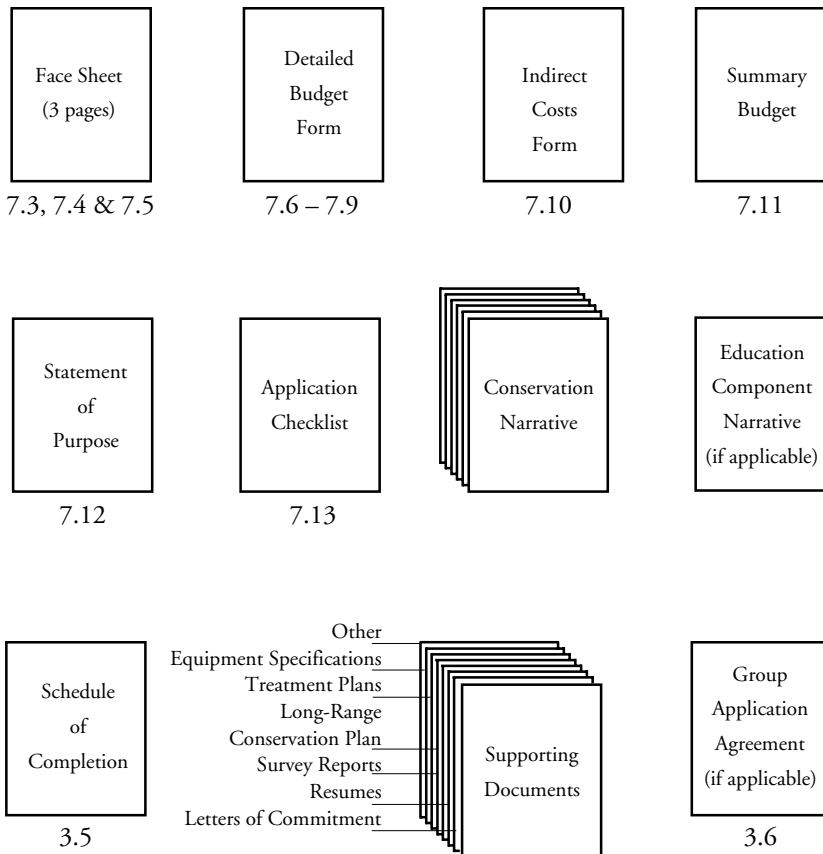 Face Sheet
(3 pages)
7.3, 7.4 & 7.5
Detailed
Budget
Form
7.6 – 7.9
Indirect
Costs
Form
7.10
Summary
Budget
7.11
Statement
of
Purpose
7.12
Application
Checklist
7.13
Conservation
Narrative
Education
Component
Narrative
(if applicable)
Schedule
of
Completion
3.5
Other
Equipment Specifications
Treatment Plans
Long-Range
Conservation Plan
Survey Reports
Resumes
Letters of Commitment
Supporting
Documents
Group
Application
Agreement
(if applicable)
3.6